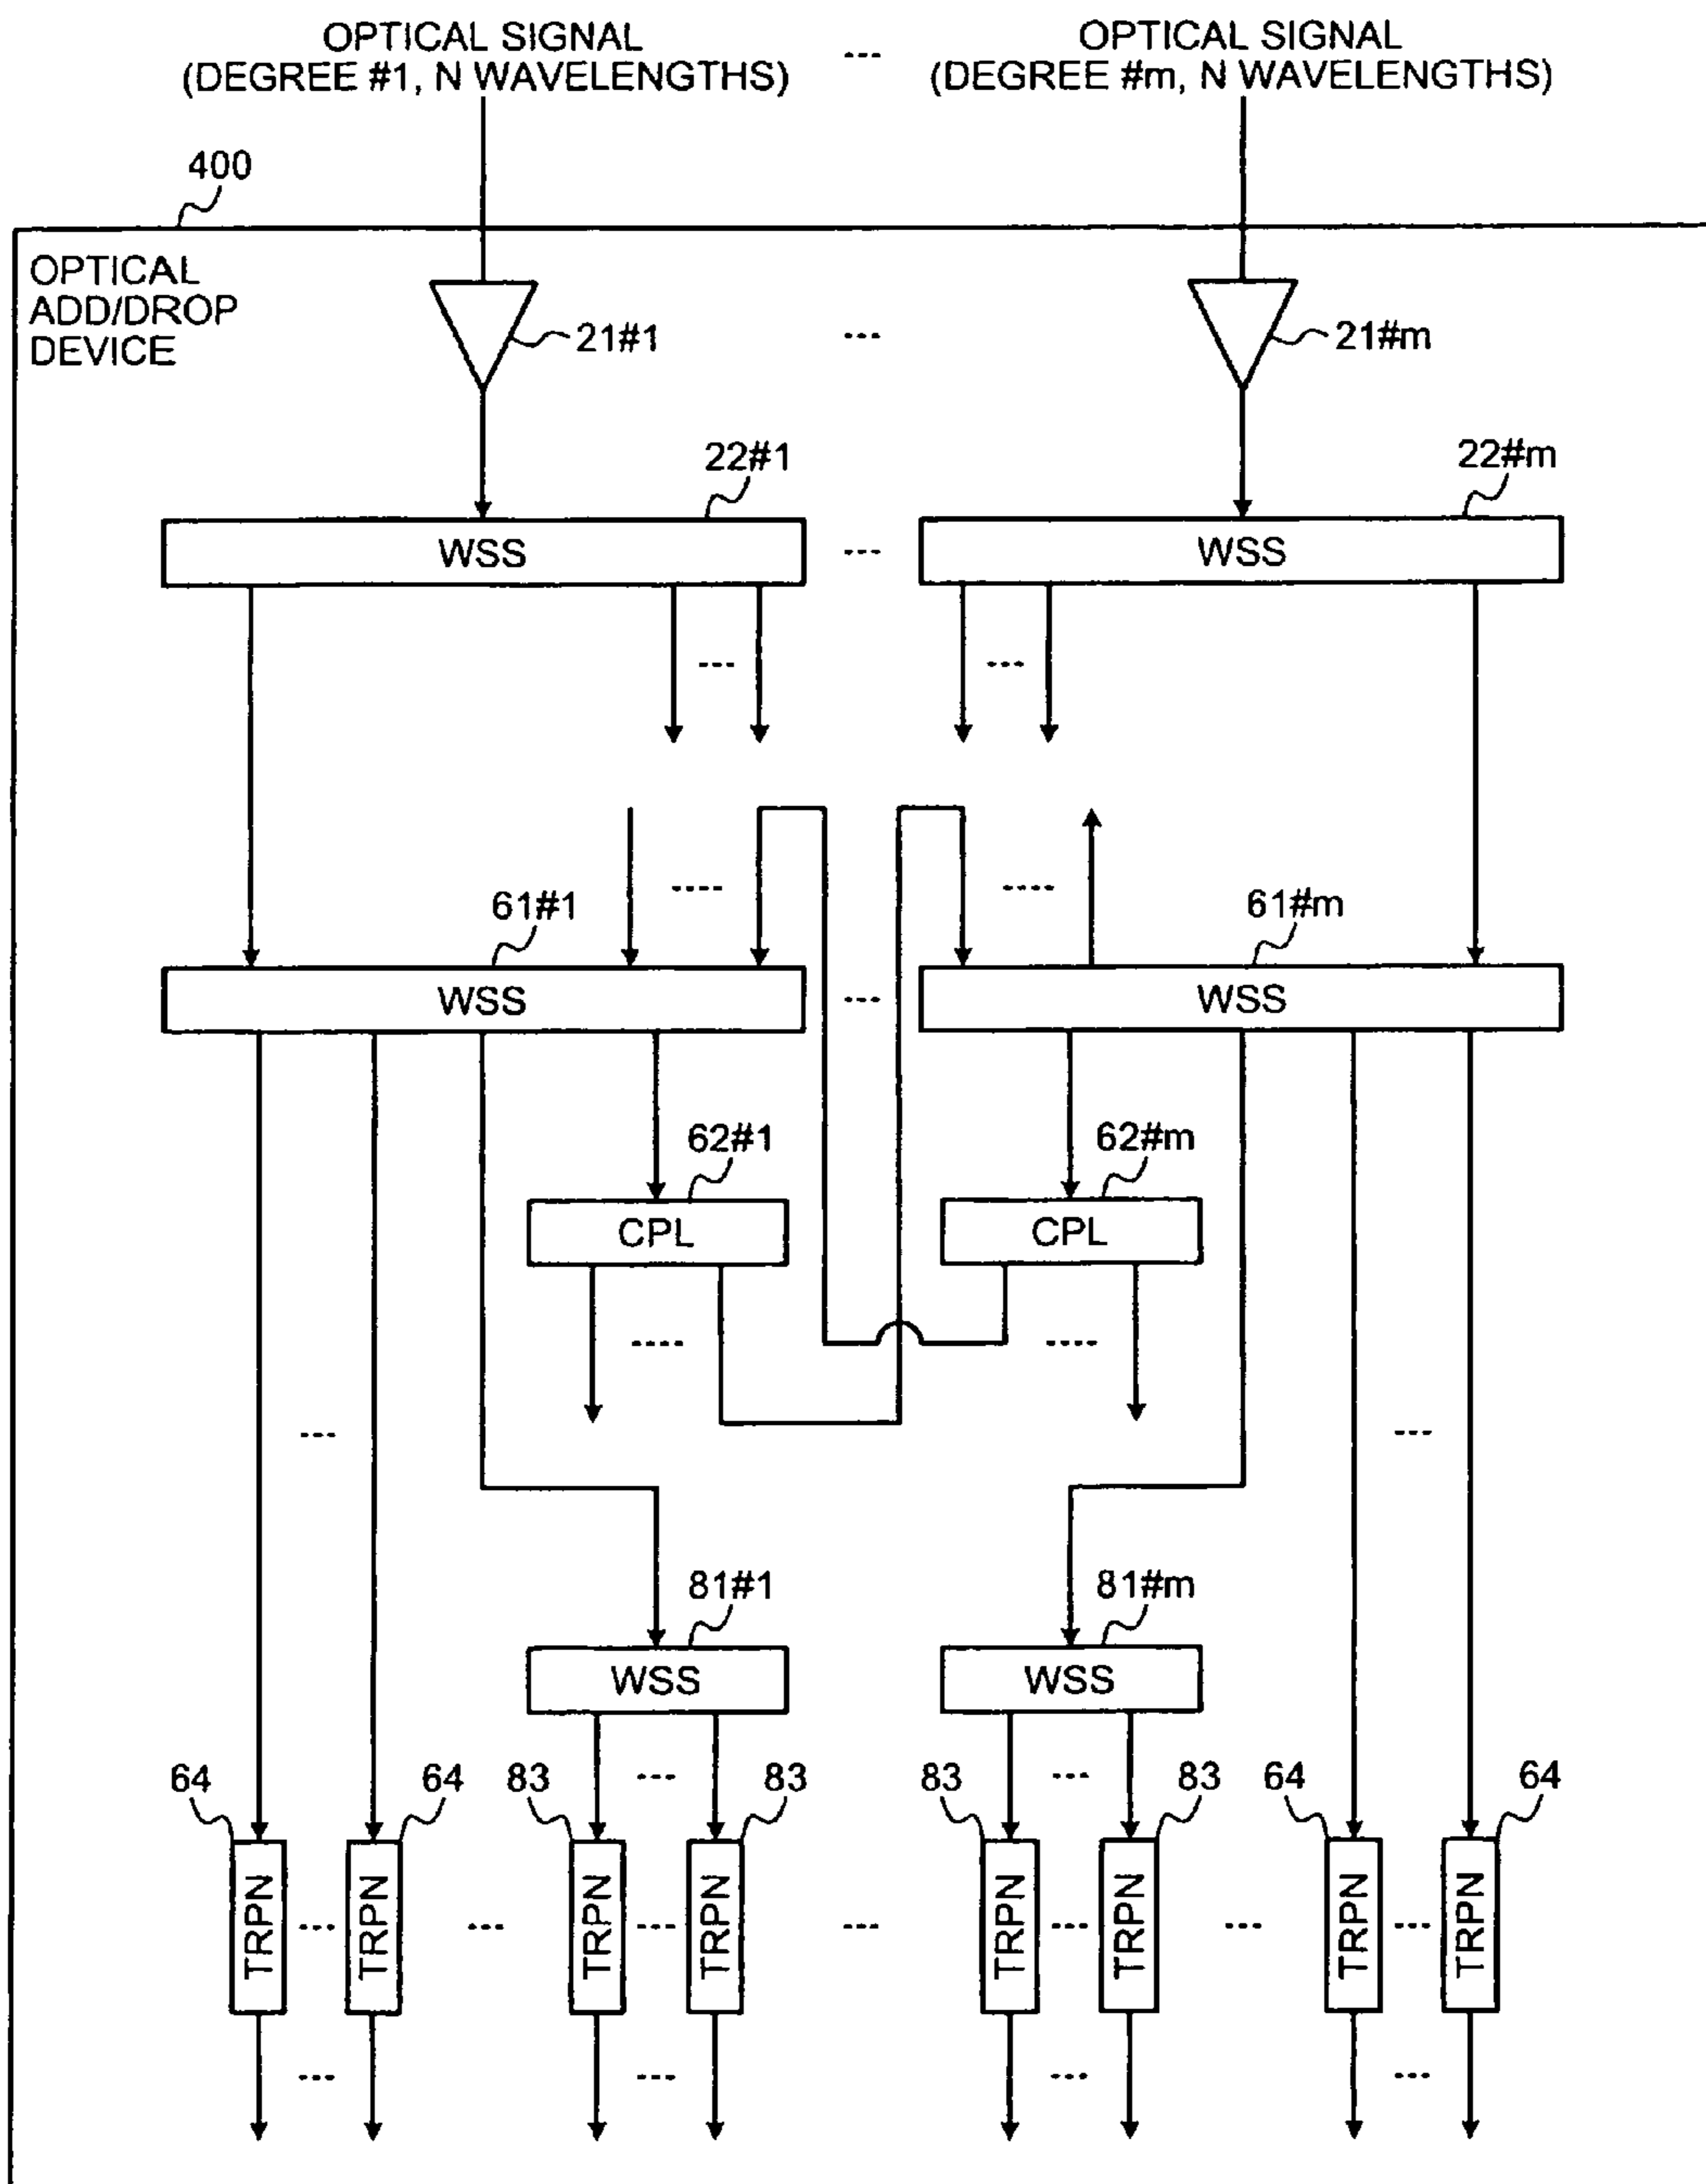 OPTICAL SIGNAL
(DEGREE #1, N WAVELENGTHS)
---
OPTICAL SIGNAL
(DEGREE #m, N WAVELENGTHS)
400
OPTICAL
ADD/DROP
DEVICE
21#1
---
21#m
22#1
22#m
WSS
---
WSS
---
---
----
----
61#1
61#m
WSS
---
WSS
62#1
62#m
CPL
CPL
----
----
---
---
81#1
81#m
WSS
WSS
64
64
83
---
83
83
---
83
64
64
TRPN
---
TRPN
---
TRPN
---
TRPN
---
TRPN
---
TRPN
---
TRPN
---
TRPN
---
---
---
---